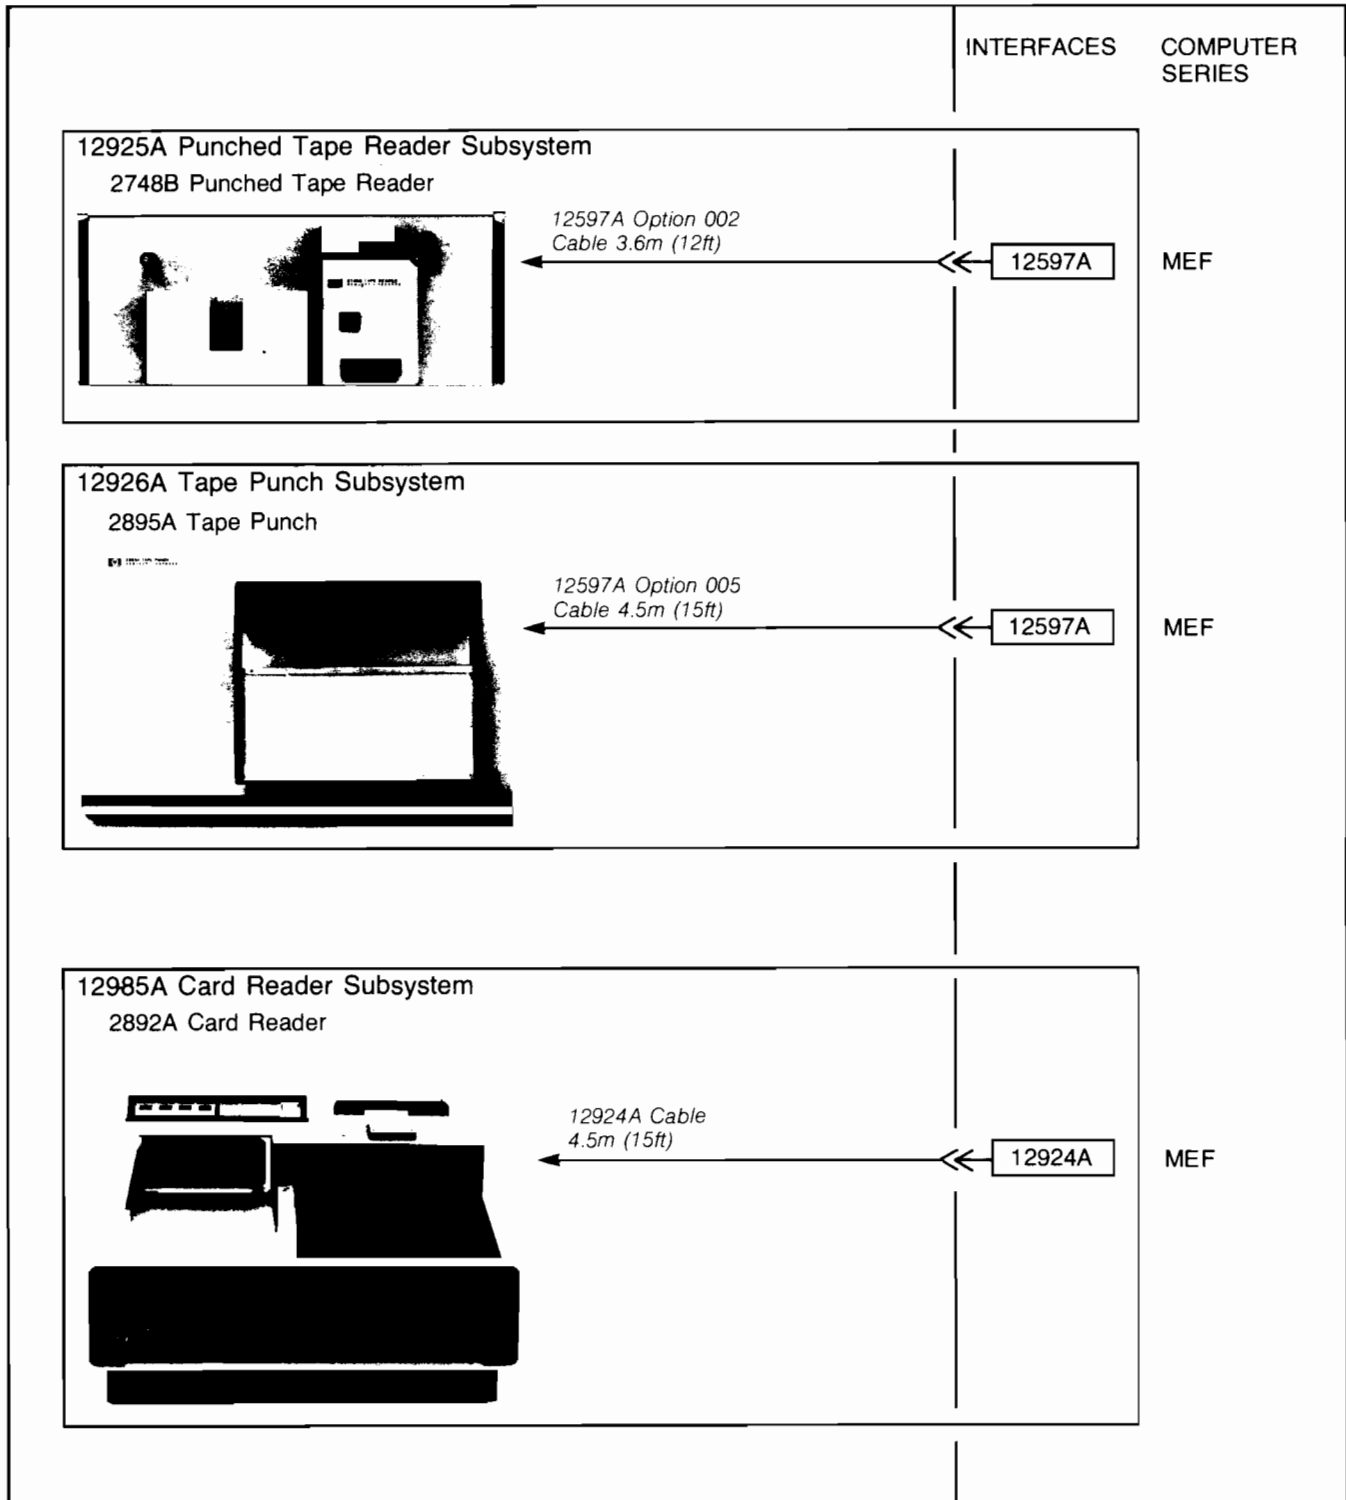 INTERFACES
COMPUTER
SERIES
12925A Punched Tape Reader Subsystem
2748B Punched Tape Reader
12597A Option 002
Cable 3.6m (12ft)
12597A
MEF
12926A Tape Punch Subsystem
2895A Tape Punch
12597A Option 005
Cable 4.5m (15ft)
12597A
MEF
12985A Card Reader Subsystem
2892A Card Reader
12924A Cable
4.5m (15ft)
12924A
MEF